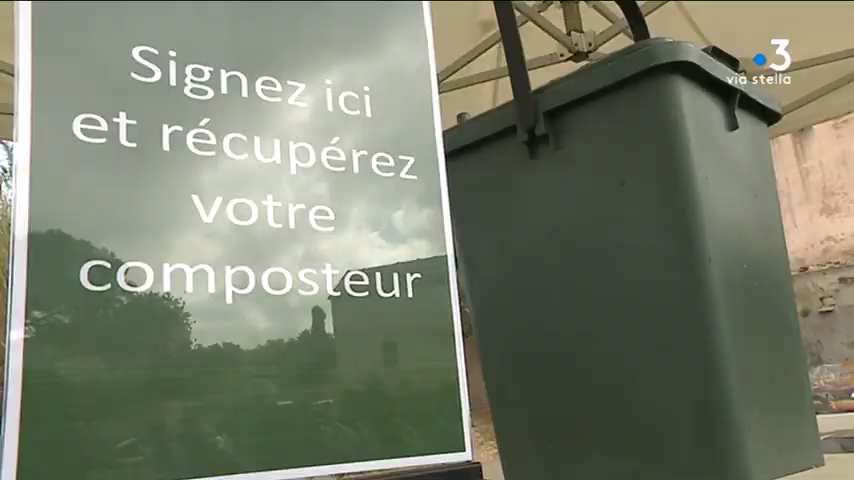 Signez ici
et récupérez
votre
composteur
3
via stella